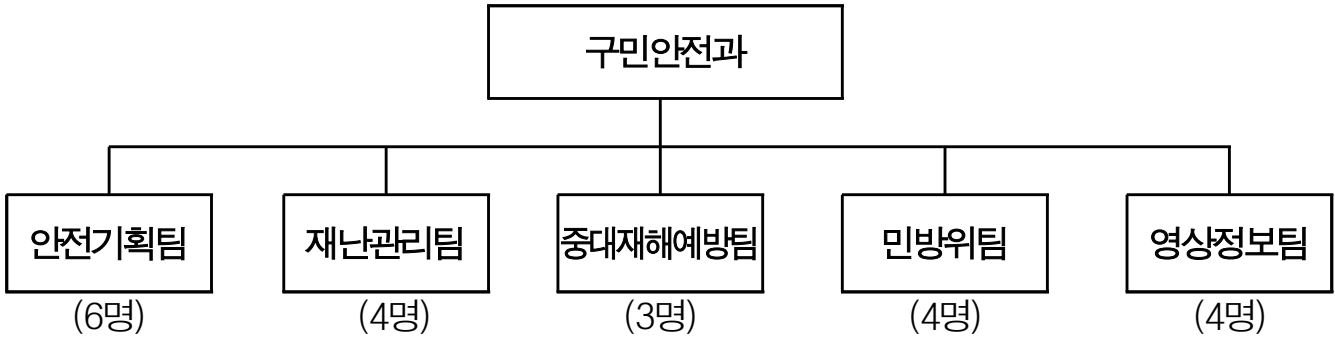 구민안전과
안전기획팀 재난관리팀 중대재해예방팀 민방위팀 영상정보팀
(6명) (4명) (3명) (4명) (4명)